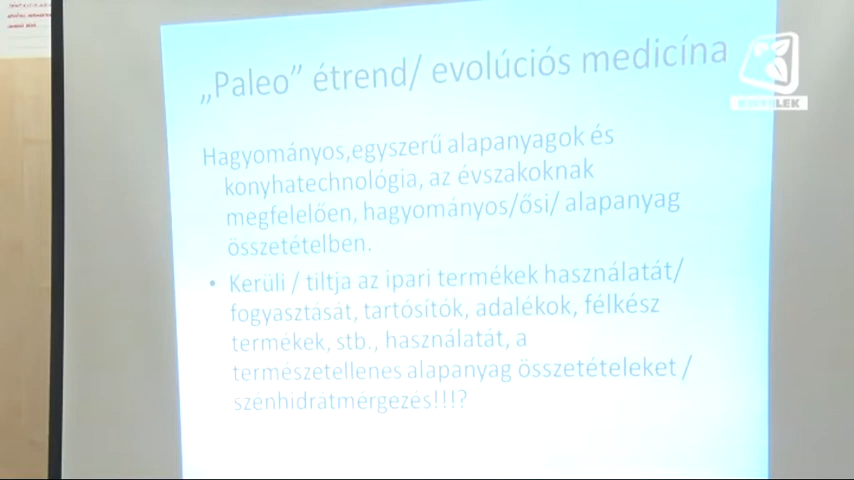 „Paleo” étrend/ evolúciós medicína
Hagyományos,egyszerű alapanyagok és
konyhatechnológia, az évszakoknak
megfelelően, hagyományos/ősi/ alapanyag
összetételben.
• Kerüli / tiltja az ipari termékek használatát/
fogyasztását, tartósítók, adalékok, félkész
termékek, stb., használatát, a
természetellenes alapanyag összetételeket /
szénhidrátmérgezés!!!?